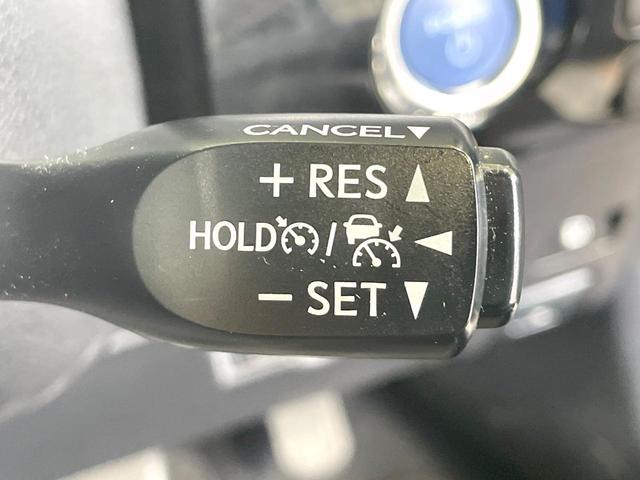 CANCEL▼
+ RES ▲
HOLD / ◀
− SET ▼